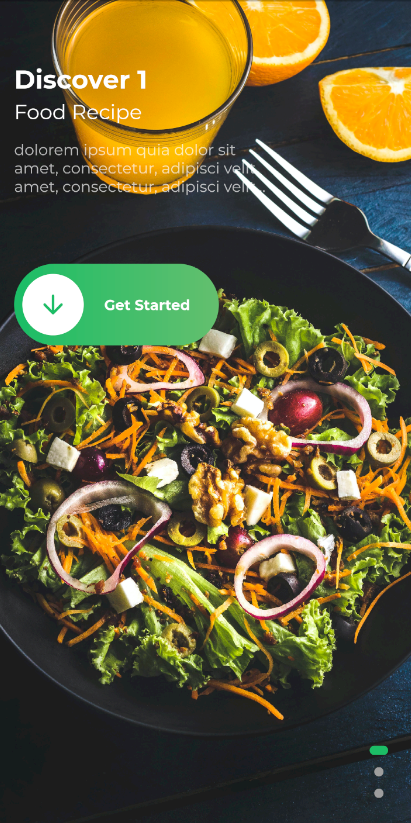 Discover 1
Food Recipe
dolorem ipsum quia dolor sit
amet, consectetur, adipisci velit..
amet, consectetur, adipisci velit...
Get Started